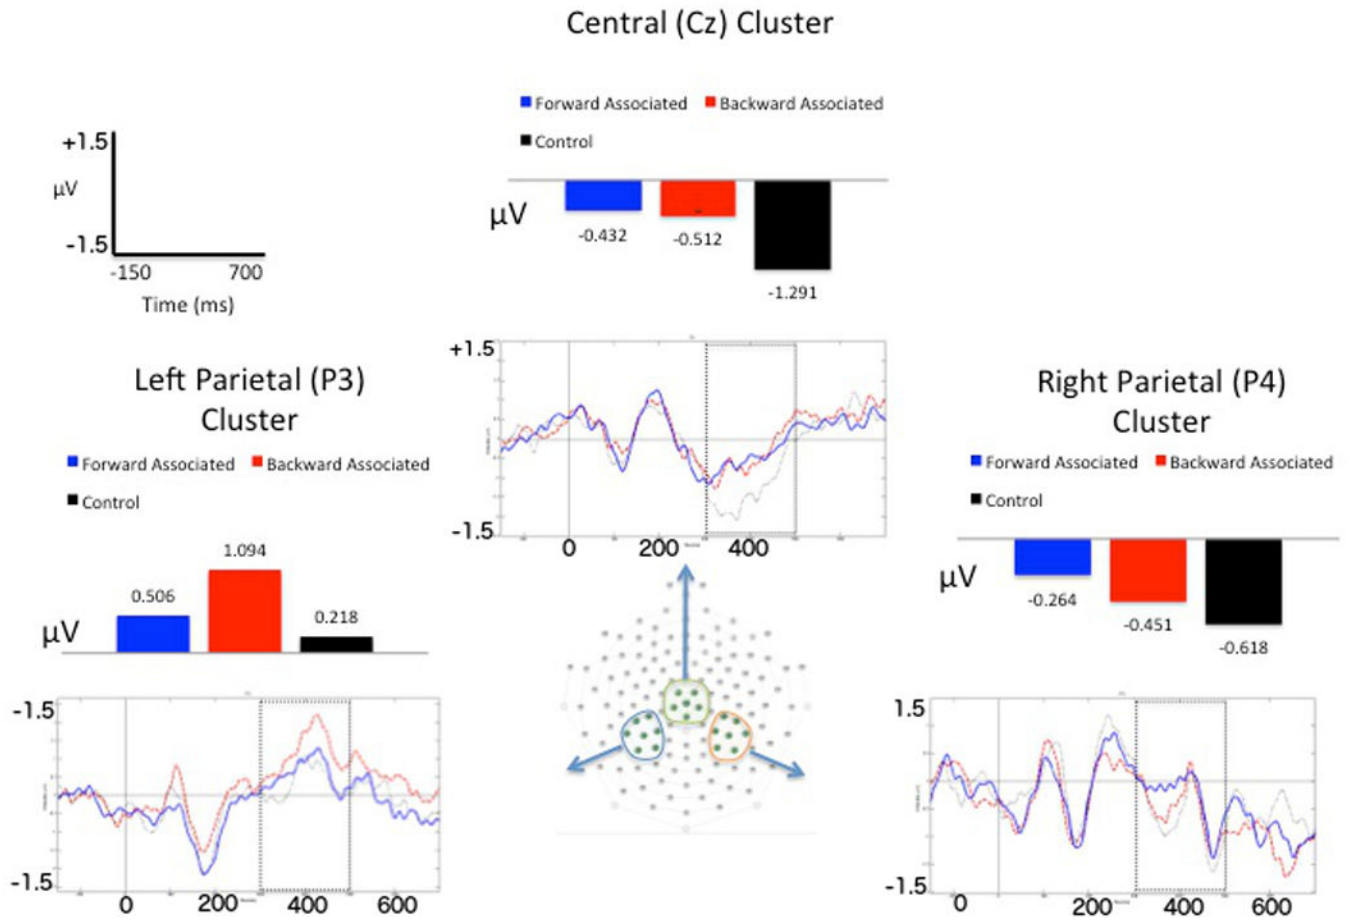 Central (Cz) Cluster
Forward Associated Backward Associated
Control
μV
-0.432
-0.512
-1.291
+1.5
μV
-1.5
-150 700
Time (ms)
+1.5
-1.5
0 200 400
Left Parietal (P3)
Cluster
Forward Associated Backward Associated
Control
1.094
0.506
0.218
μV
-1.5
-1.5
0 200 400 600
Right Parietal (P4)
Cluster
Forward Associated Backward Associated
Control
μV
-0.264
-0.451
-0.618
1.5
-1.5
0 200 400 600